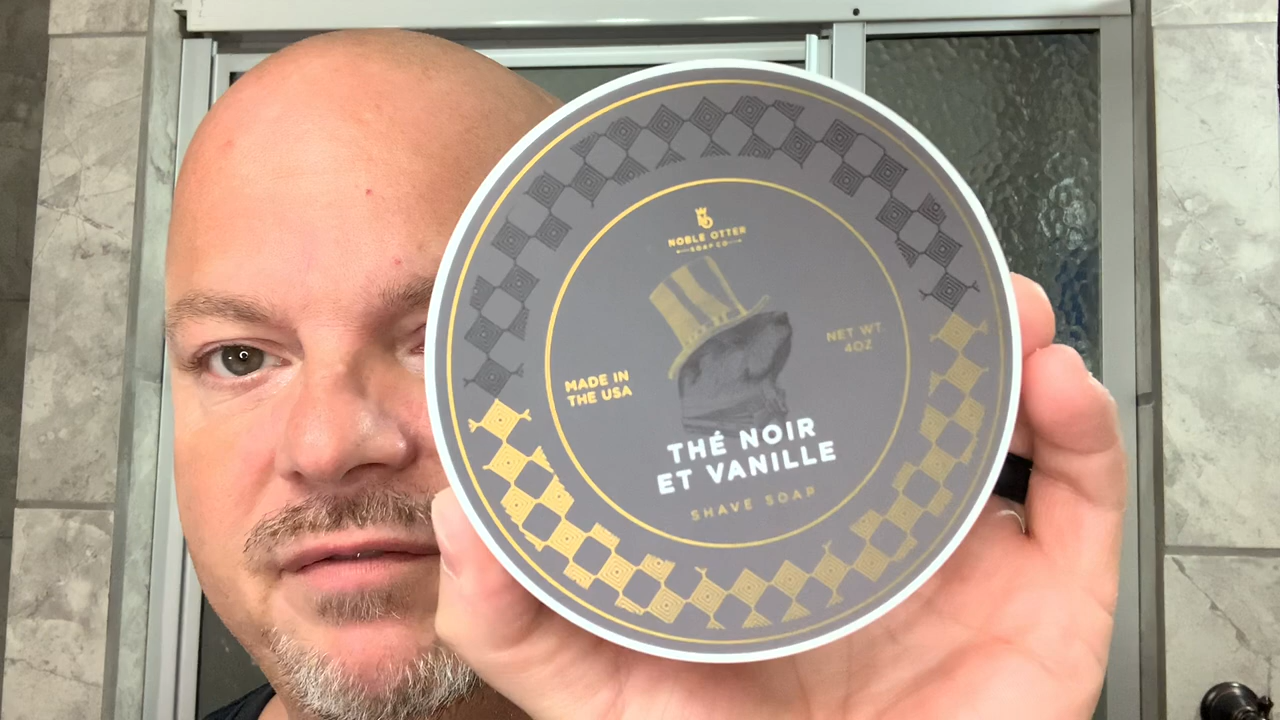 NOBLE OTTER
SOAP CO
MADE IN
THE USA
NET WT.
4OZ
THÉ NOIR
ET VANILLE
SHAVE SOAP